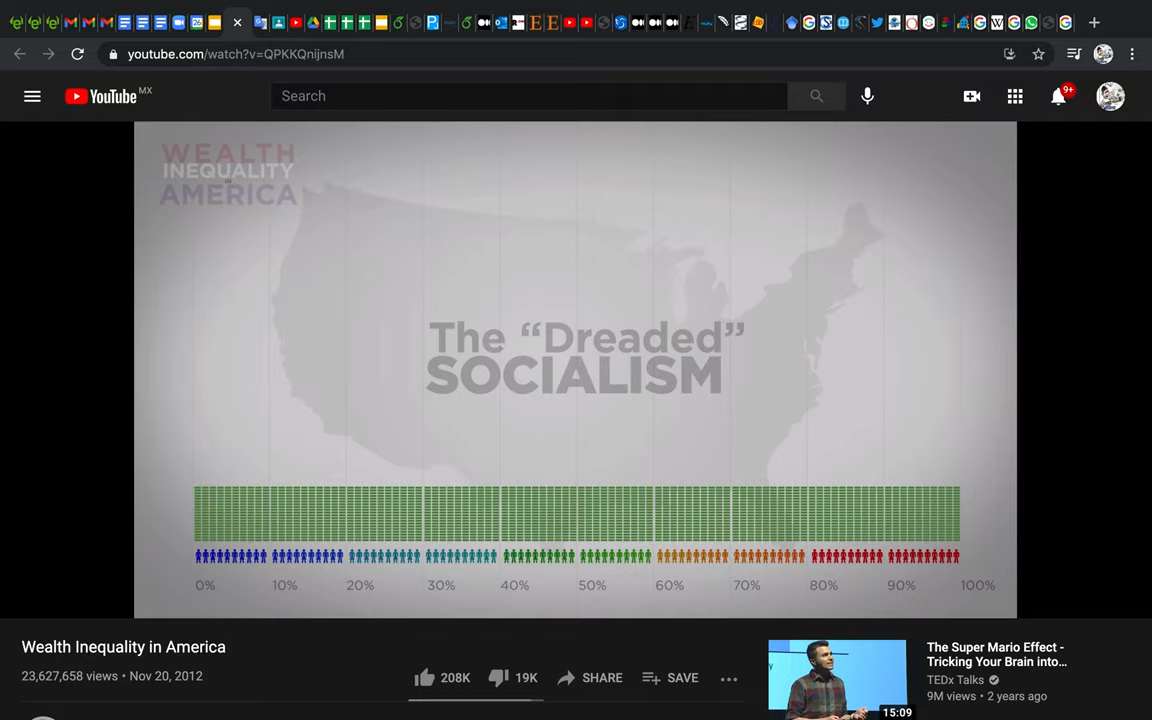 youtube.com/watch?v=QPKKQnijnsM
YouTube MX
Search
9+
WEALTH
INEQUALITY
IN
AMERICA
The “Dreaded”
SOCIALISM
0% 10% 20% 30% 40% 50% 60% 70% 80% 90% 100%
Wealth Inequality in America
23,627,658 views • Nov 20, 2012
208K 19K SHARE SAVE
The Super Mario Effect -
Tricking Your Brain into...
TEDx Talks
9M views • 2 years ago
15:09